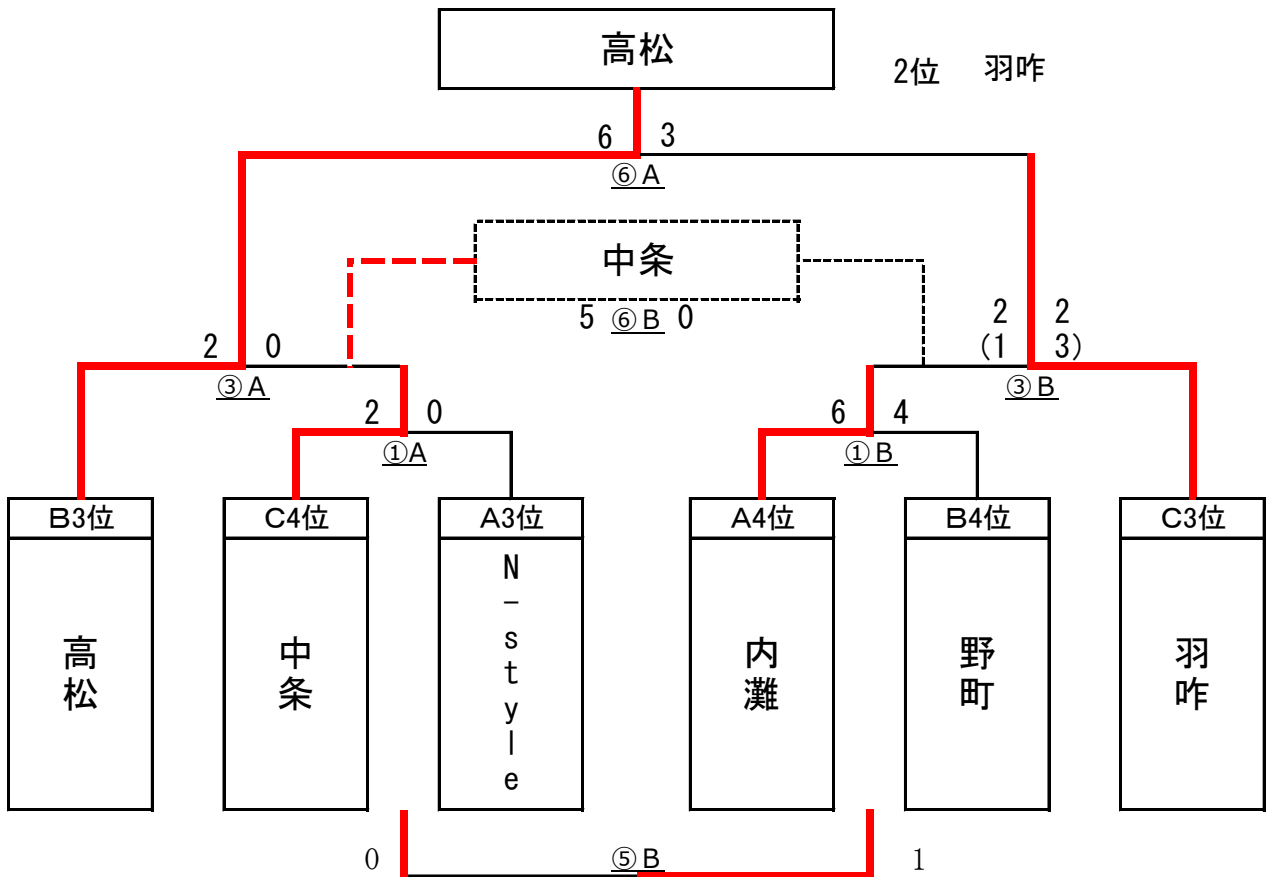 高松
2位 羽咋
6 3
⑥A
中条
5 ⑥B 0
2 2
2 0 (1 3)
③A ③B
2 0 6 4
①A ①B
B3位 C4位 A3位 A4位 B4位 C3位
高松 中条 N-style 内灘 野町 羽咋
0 ⑤B 1